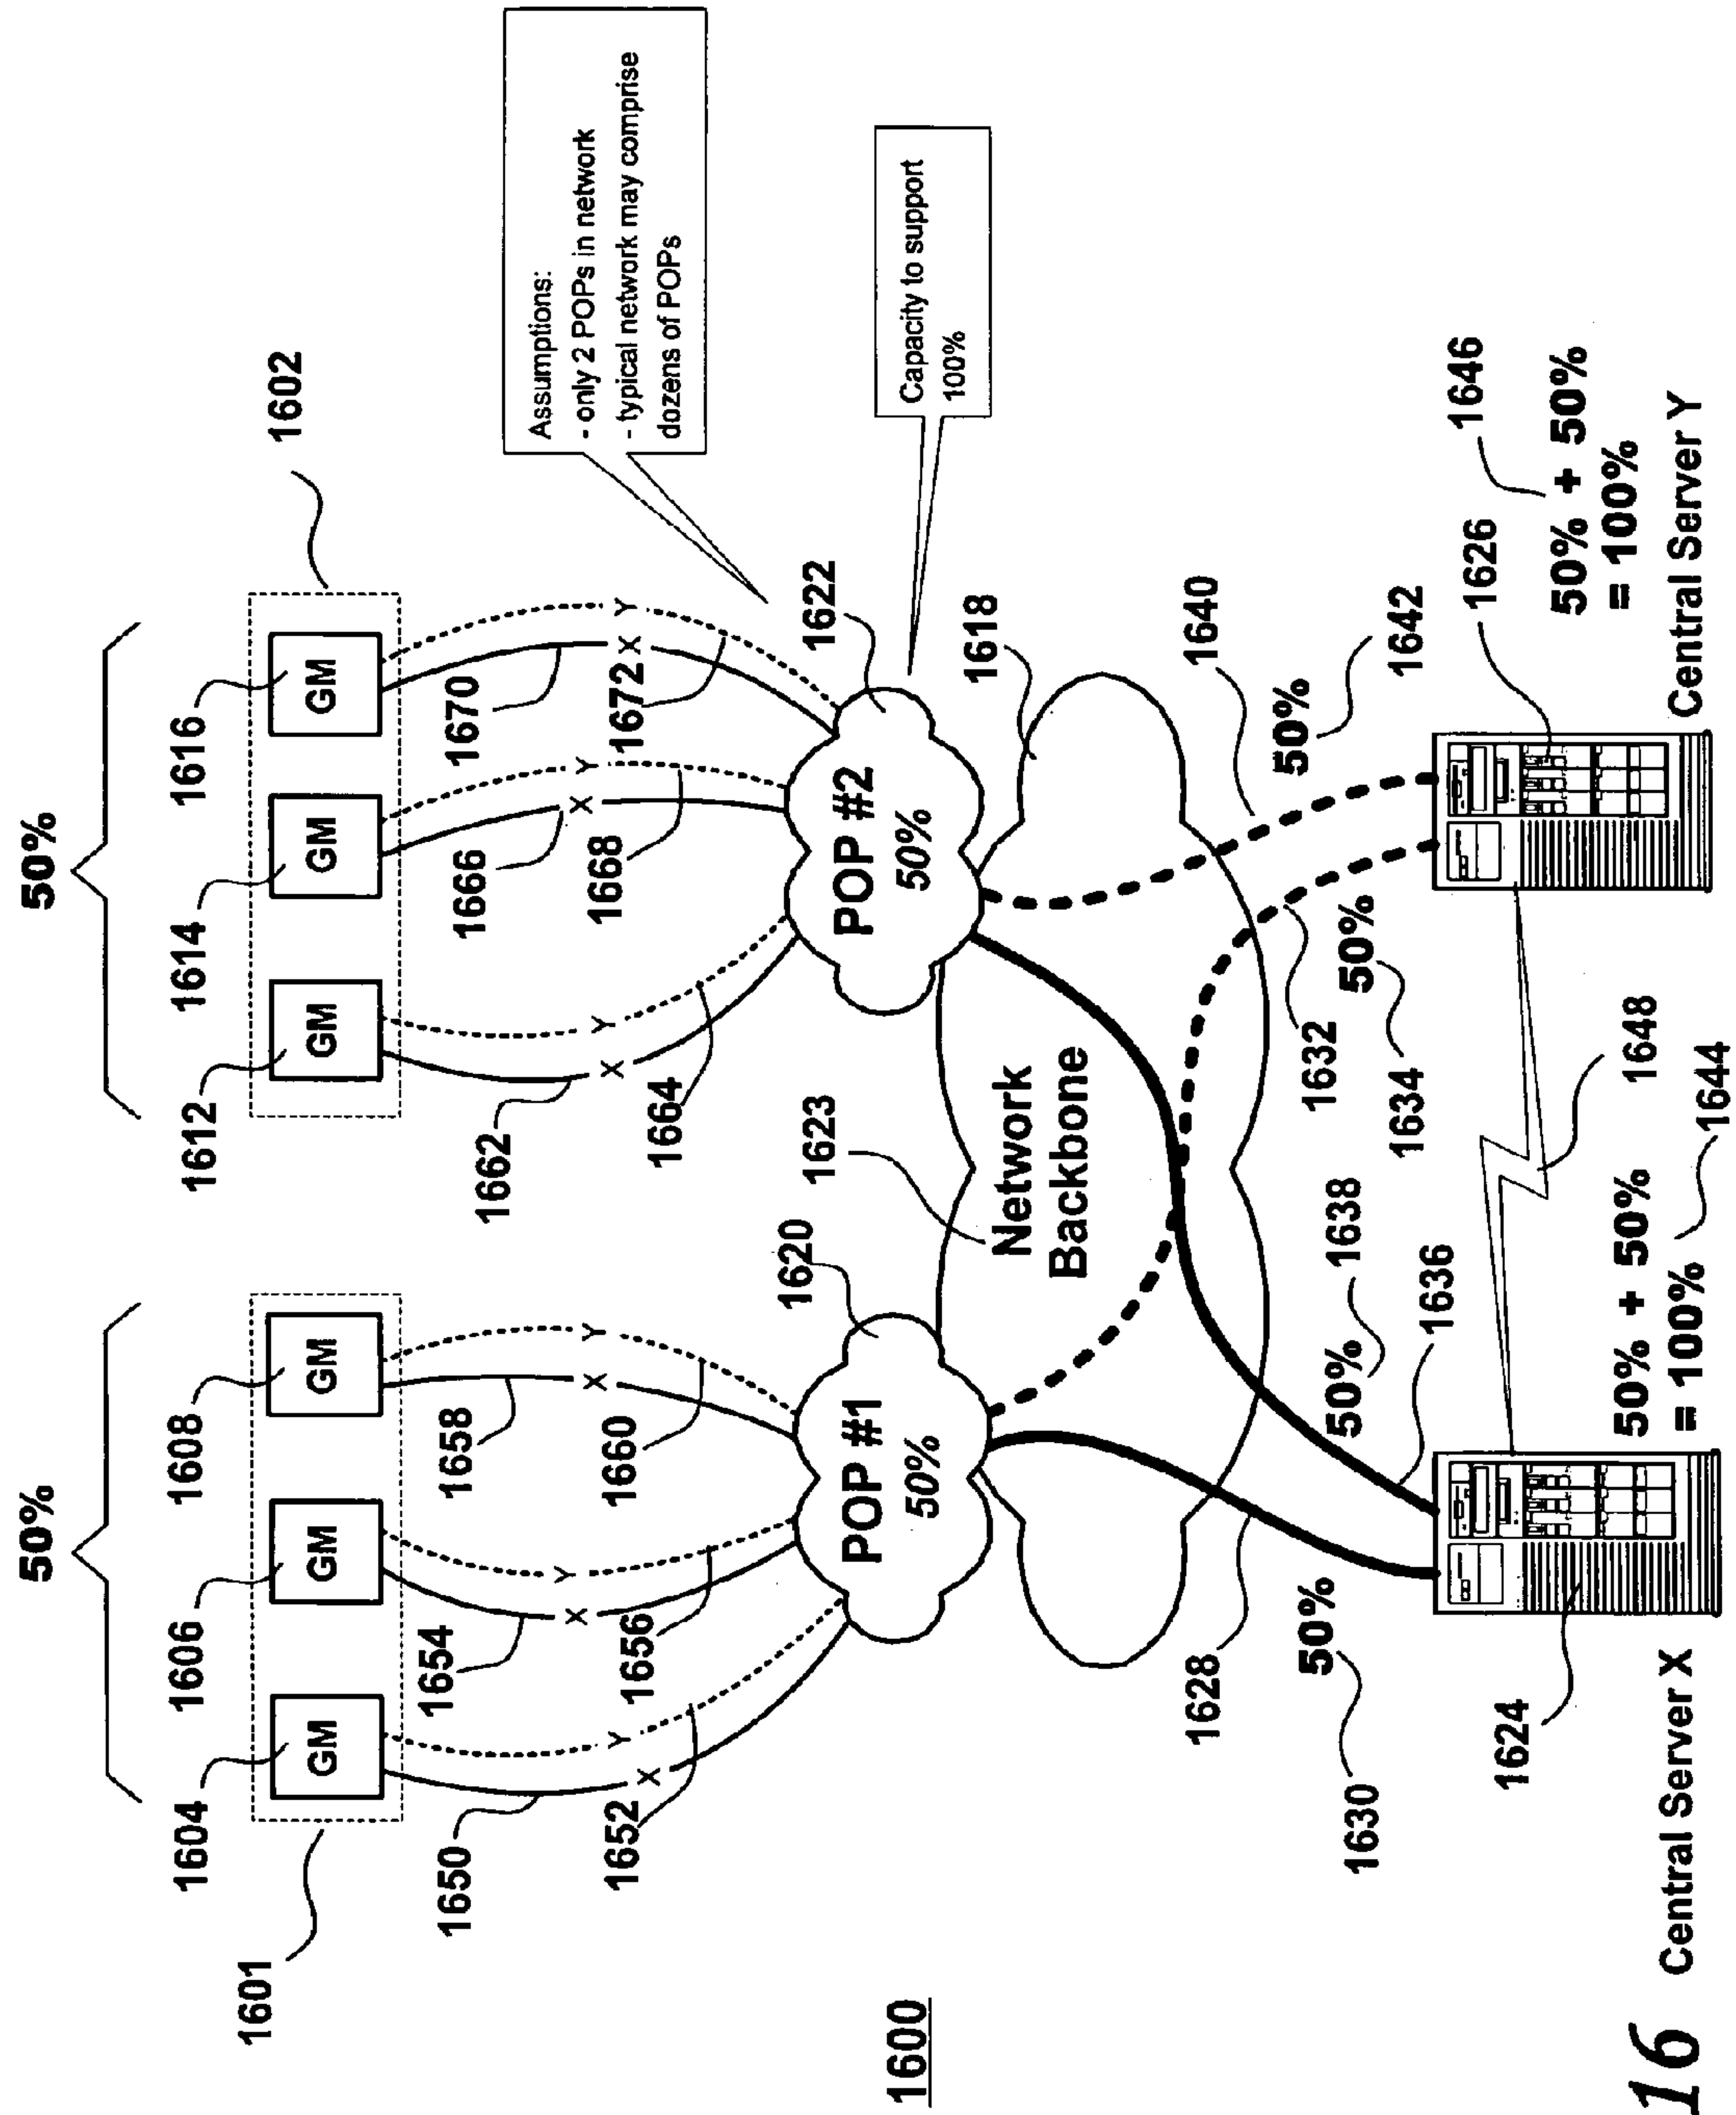 50%
50%
1601
1604
1606
1608
1612
1614
1616
1602
GM
GM
GM
GM
GM
GM
1650
1654
1658
1662
1666
1670
X
Y
X
Y
X
Y
X
Y
X
Y
X
Y
1652
1656
1660
1664
1668
1672
Assumptions:
- only 2 POPs in network
- typical network may comprise
dozens of POPs
1600
1620
1623
1622
POP #1
50%
POP #2
50%
Capacity to support
100%
1618
Network
Backbone
1628
1640
50%
1630
50%
1638
1636
1632
50%
1634
50%
1642
1624
1626
1648
50% + 50%
= 100%
1644
50% + 50%
= 100%
1646
Central Server X
Central Server Y
16